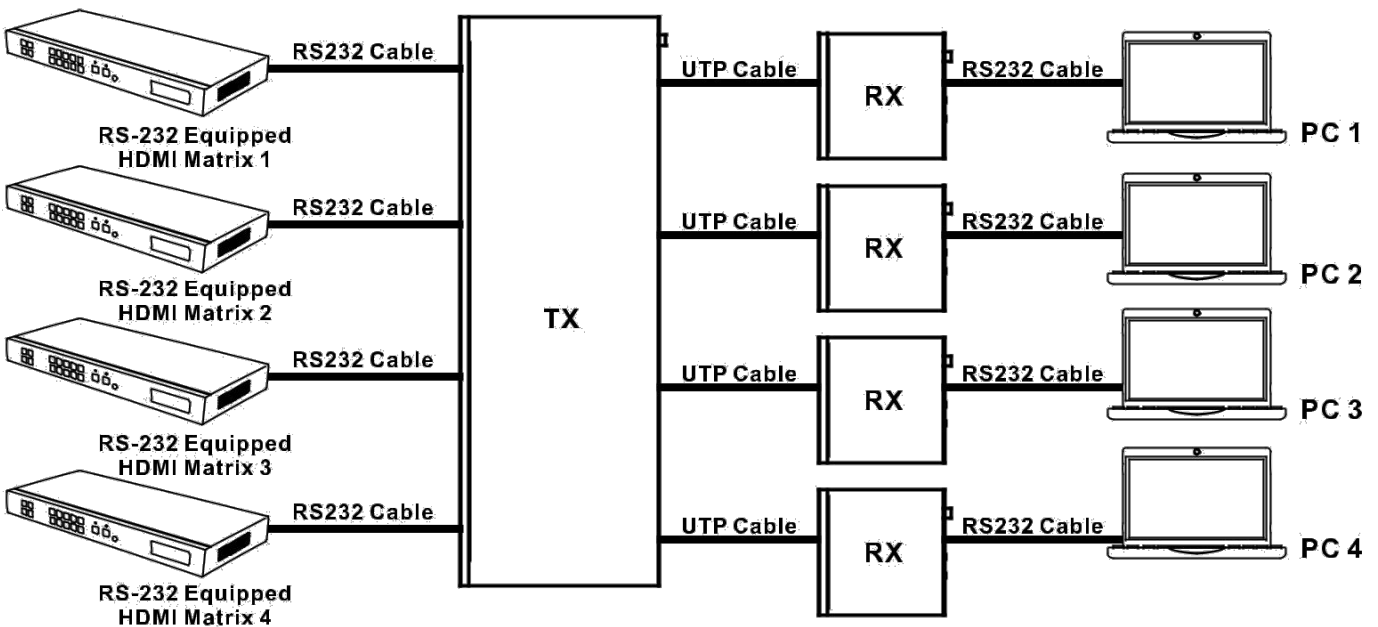 RS232 Cable
RS-232 Equipped
HDMI Matrix 1
RS232 Cable
RS-232 Equipped
HDMI Matrix 2
RS232 Cable
RS-232 Equipped
HDMI Matrix 3
RS232 Cable
RS-232 Equipped
HDMI Matrix 4
TX
UTP Cable
RX
RS232 Cable
PC 1
UTP Cable
RX
RS232 Cable
PC 2
UTP Cable
RX
RS232 Cable
PC 3
UTP Cable
RX
RS232 Cable
PC 4